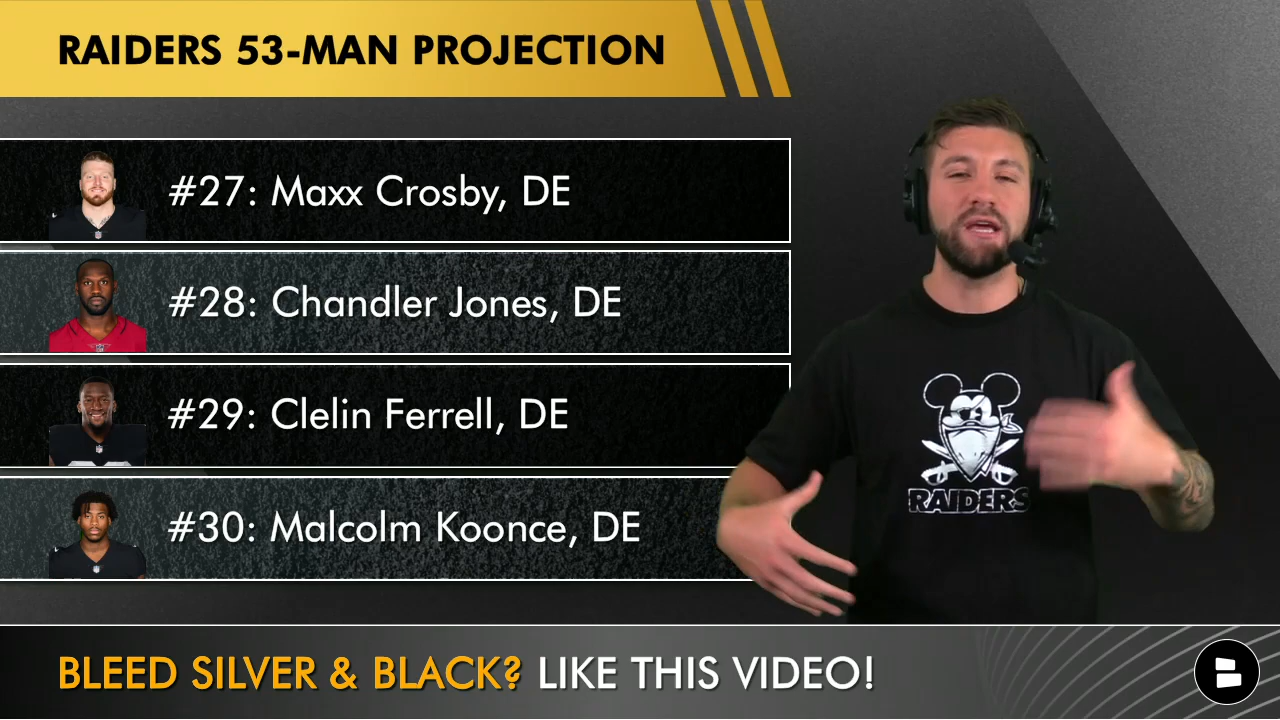 RAIDERS 53-MAN PROJECTION
#27: Maxx Crosby, DE
#28: Chandler Jones, DE
#29: Clelin Ferrell, DE
#30: Malcolm Koonce, DE
RAIDERS
BLEED SILVER & BLACK? LIKE THIS VIDEO!